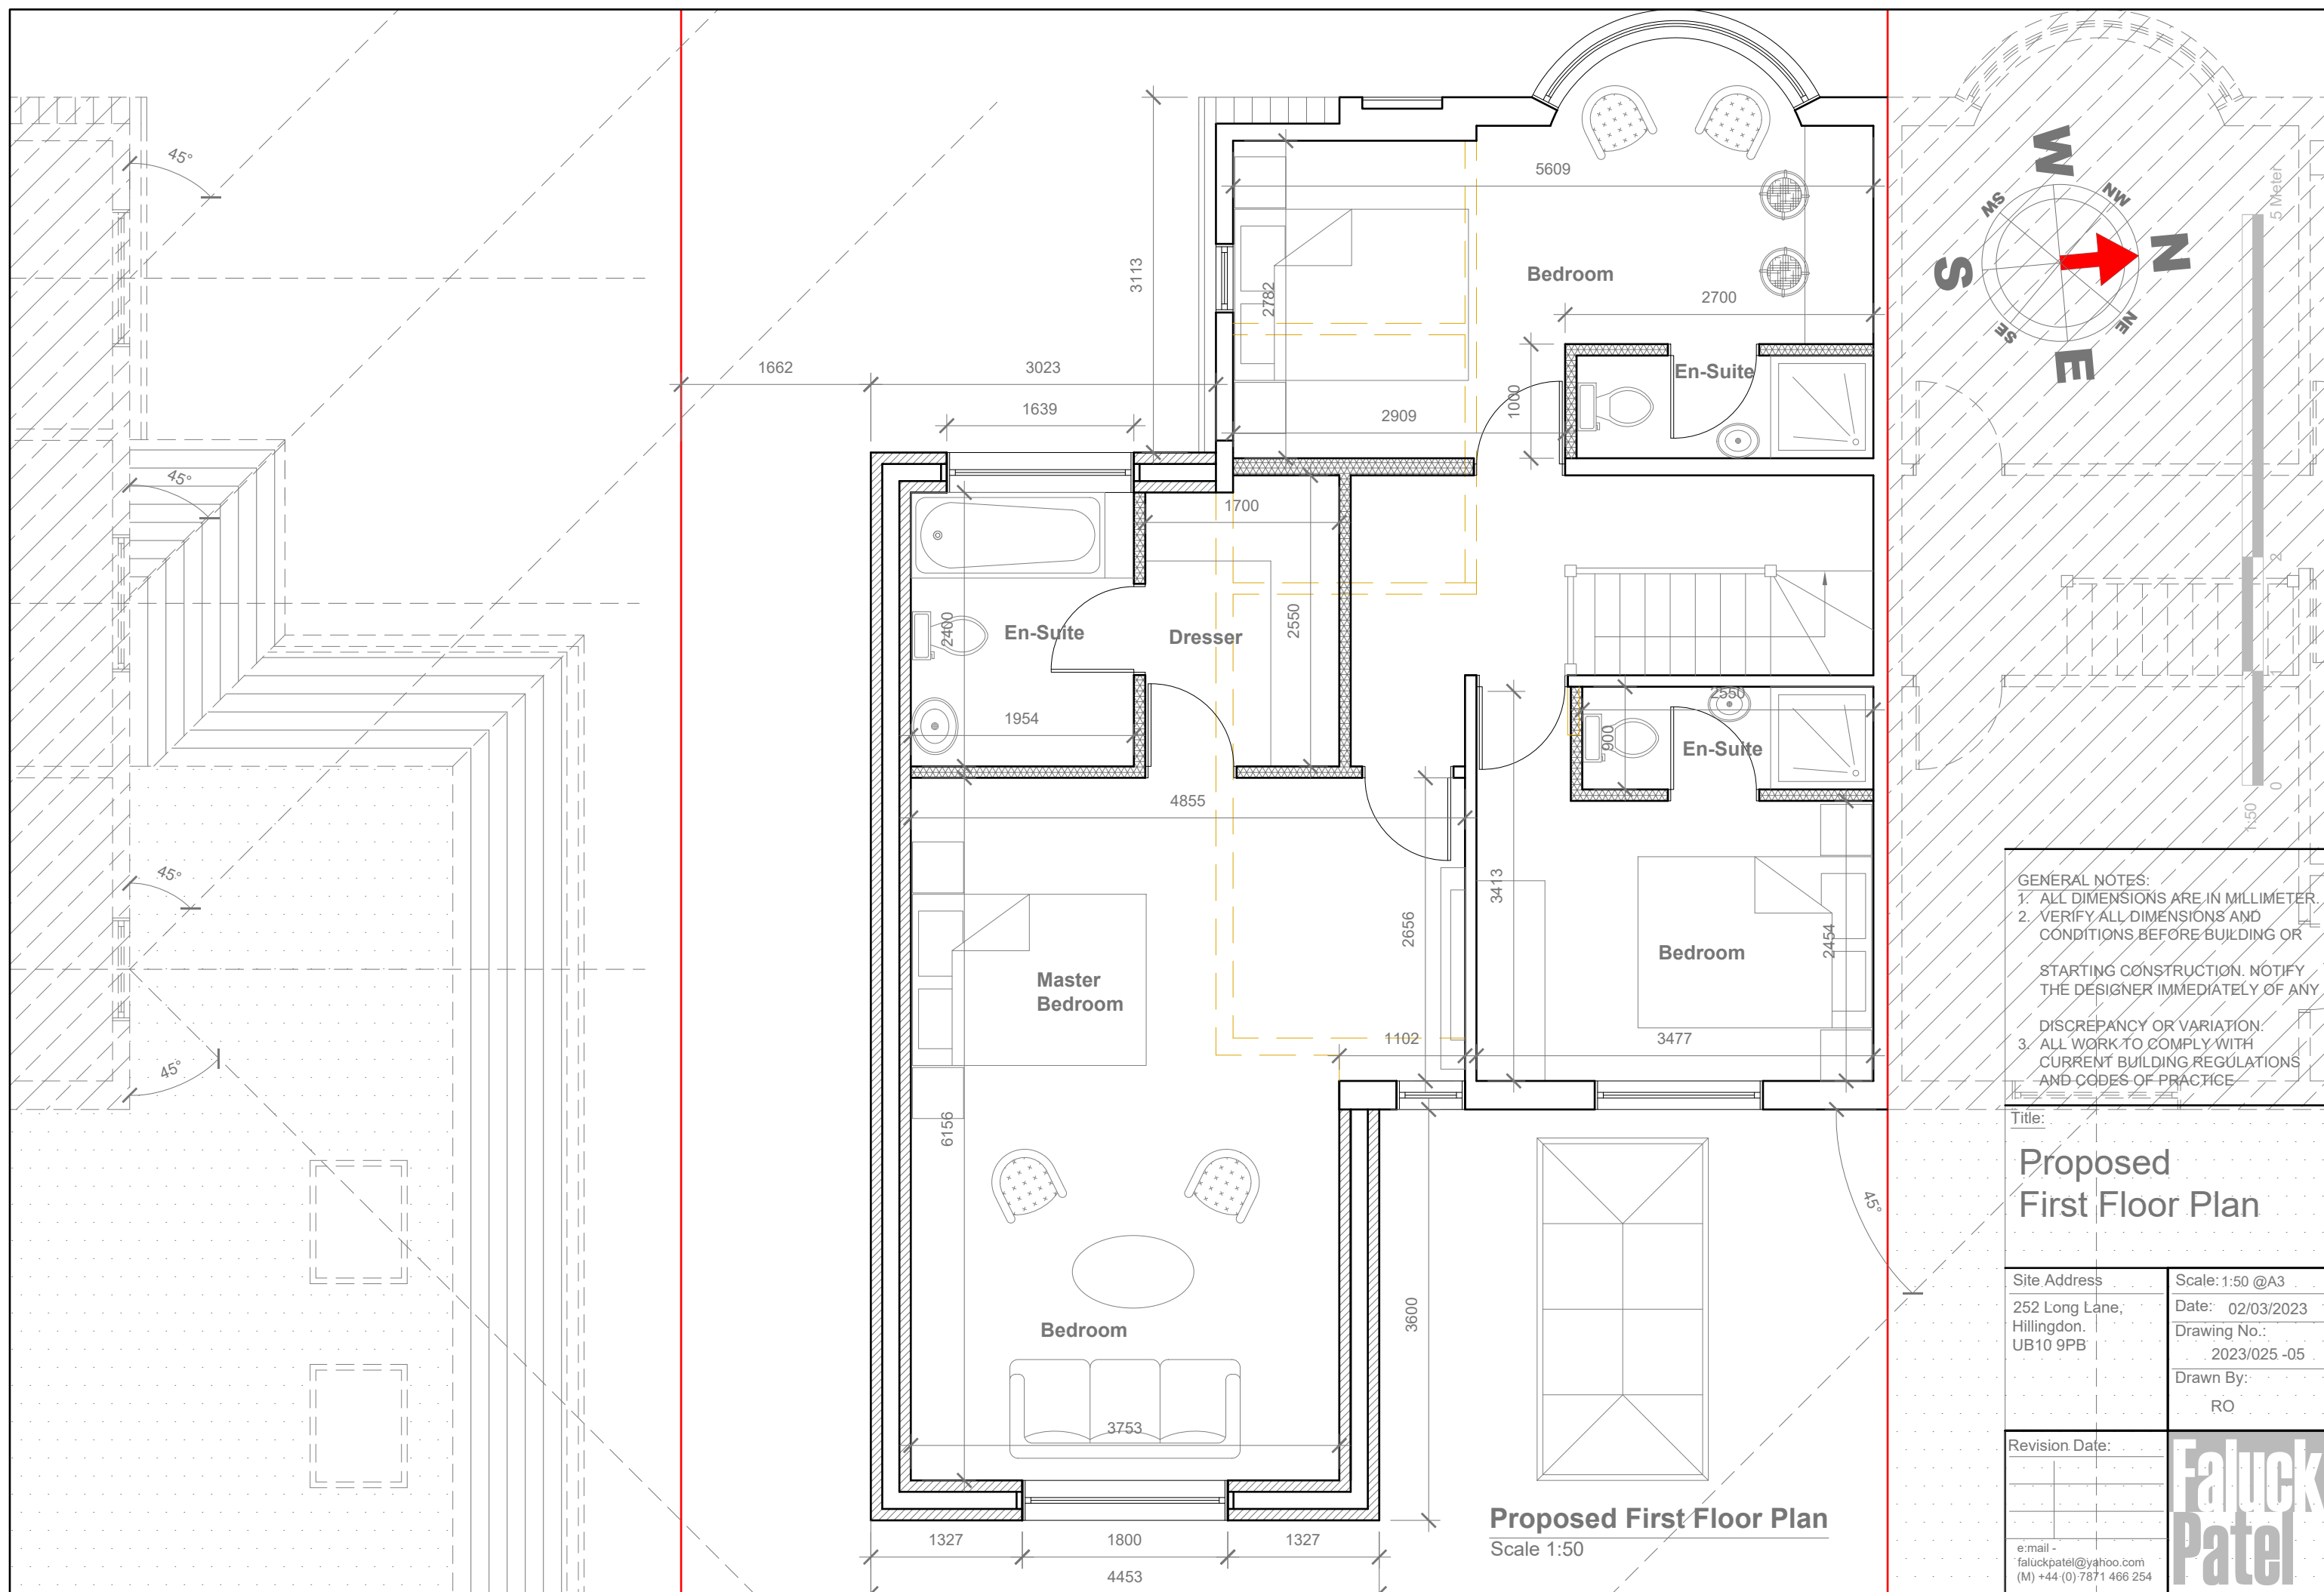 45°
45°
45°
45°
1662
3023
1639
3113
5609
2782
Bedroom
2700
En-Suite
1000
2909
1700
2400
En-Suite
Dresser
2550
1954
2550
900
En-Suite
4855
3413
2656
2454
Master
Bedroom
Bedroom
1102
3477
6156
3600
Bedroom
3753
1327
1800
1327
4453
45°
Proposed First Floor Plan
Scale 1:50
W
NW
N
NE
E
SE
S
SW
5 Meter
2
1
0
1:50
GENERAL NOTES:
1. ALL DIMENSIONS ARE IN MILLIMETER.
2. VERIFY ALL DIMENSIONS AND
CONDITIONS BEFORE BUILDING OR
STARTING CONSTRUCTION. NOTIFY
THE DESIGNER IMMEDIATELY OF ANY
DISCREPANCY OR VARIATION.
3. ALL WORK TO COMPLY WITH
CURRENT BUILDING REGULATIONS
AND CODES OF PRACTICE
Title:
Proposed
First Floor Plan
Site Address
252 Long Lane,
Hillingdon.
UB10 9PB
Scale: 1:50 @A3
Date: 02/03/2023
Drawing No.:
2023/025 -05
Drawn By:
RO
Revision Date:
e:mail -
faluckpatel@yahoo.com
(M) +44 (0) 7871 466 254
Faluck
Patel